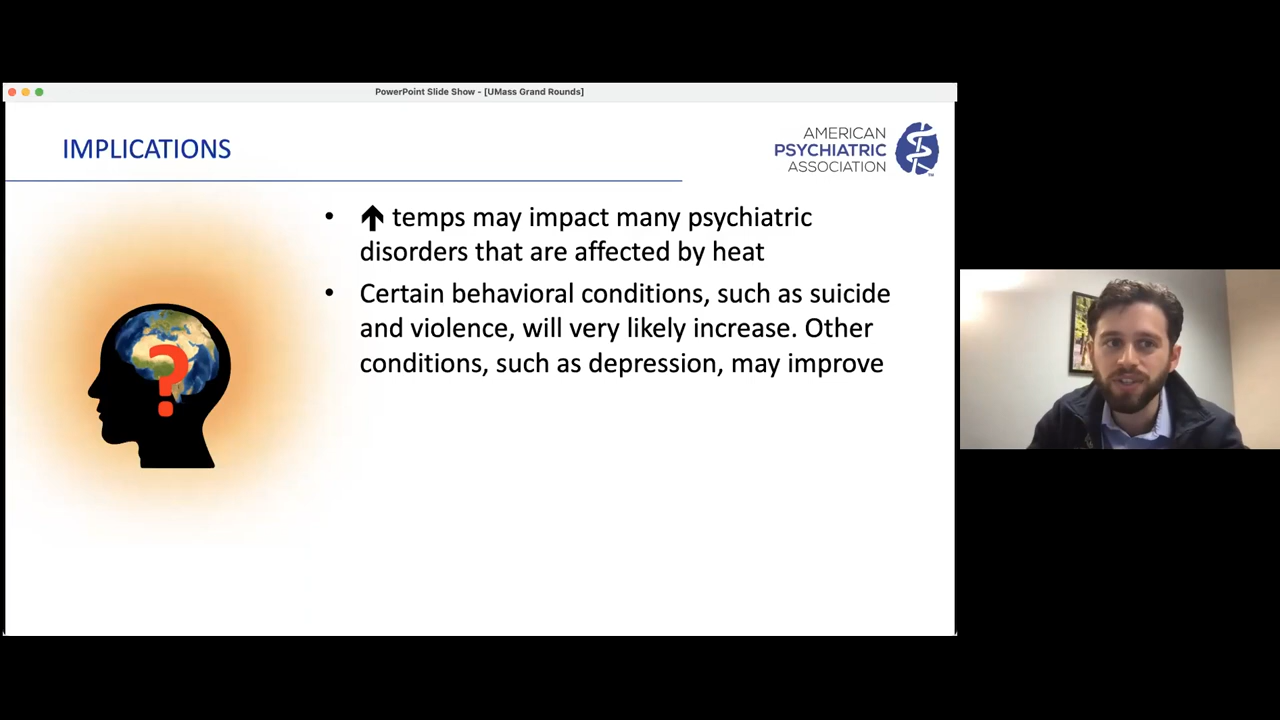 PowerPoint Slide Show - [UMass Grand Rounds]
IMPLICATIONS
AMERICAN
PSYCHIATRIC
ASSOCIATION
• ↑ temps may impact many psychiatric
disorders that are affected by heat
• Certain behavioral conditions, such as suicide
and violence, will very likely increase. Other
conditions, such as depression, may improve
?